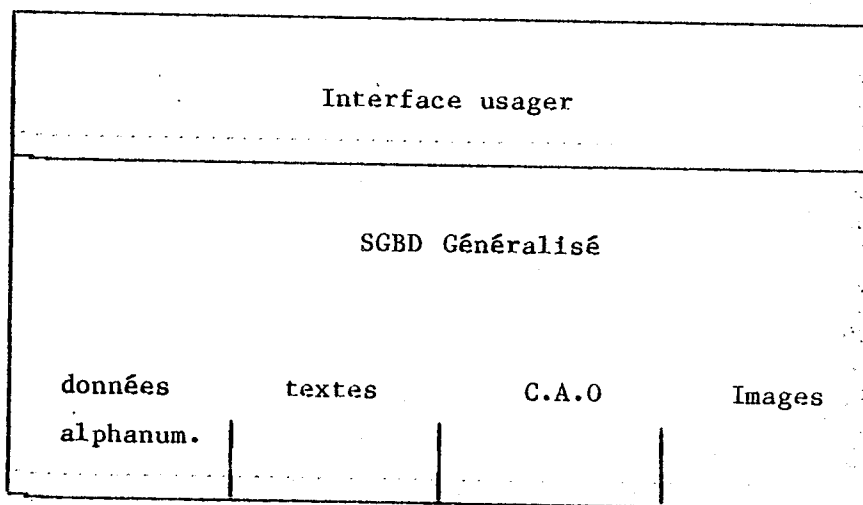 Interface usager
SGBD Généralisé
données textes C.A.O Images
alphanum.